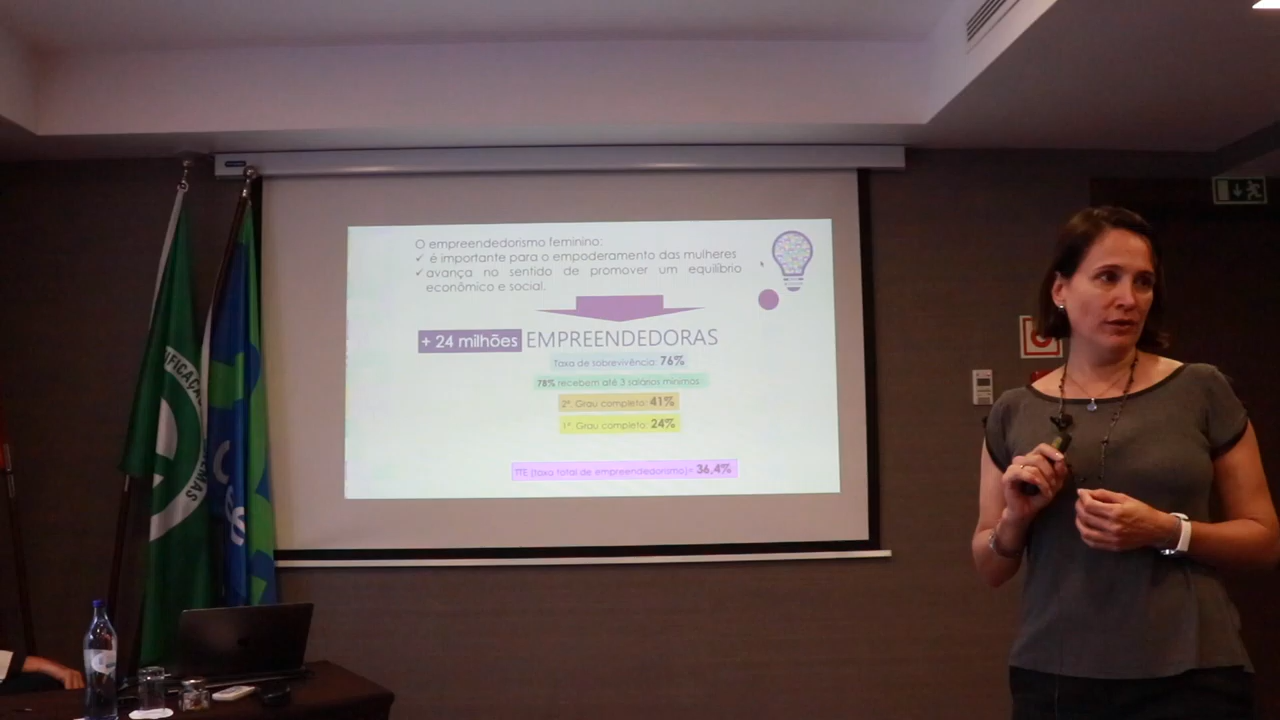 O empreendedorismo feminino:
✓ é importante para o empoderamento das mulheres
✓ avança no sentido de promover um equilíbrio
econômico e social.
+ 24 milhões EMPREENDEDORAS
Taxa de sobrevivência: 76%
78% recebem até 3 salários mínimos
2º. Grau completo: 41%
1º. Grau completo: 24%
TTE (taxa total de empreendedorismo)= 36,4%